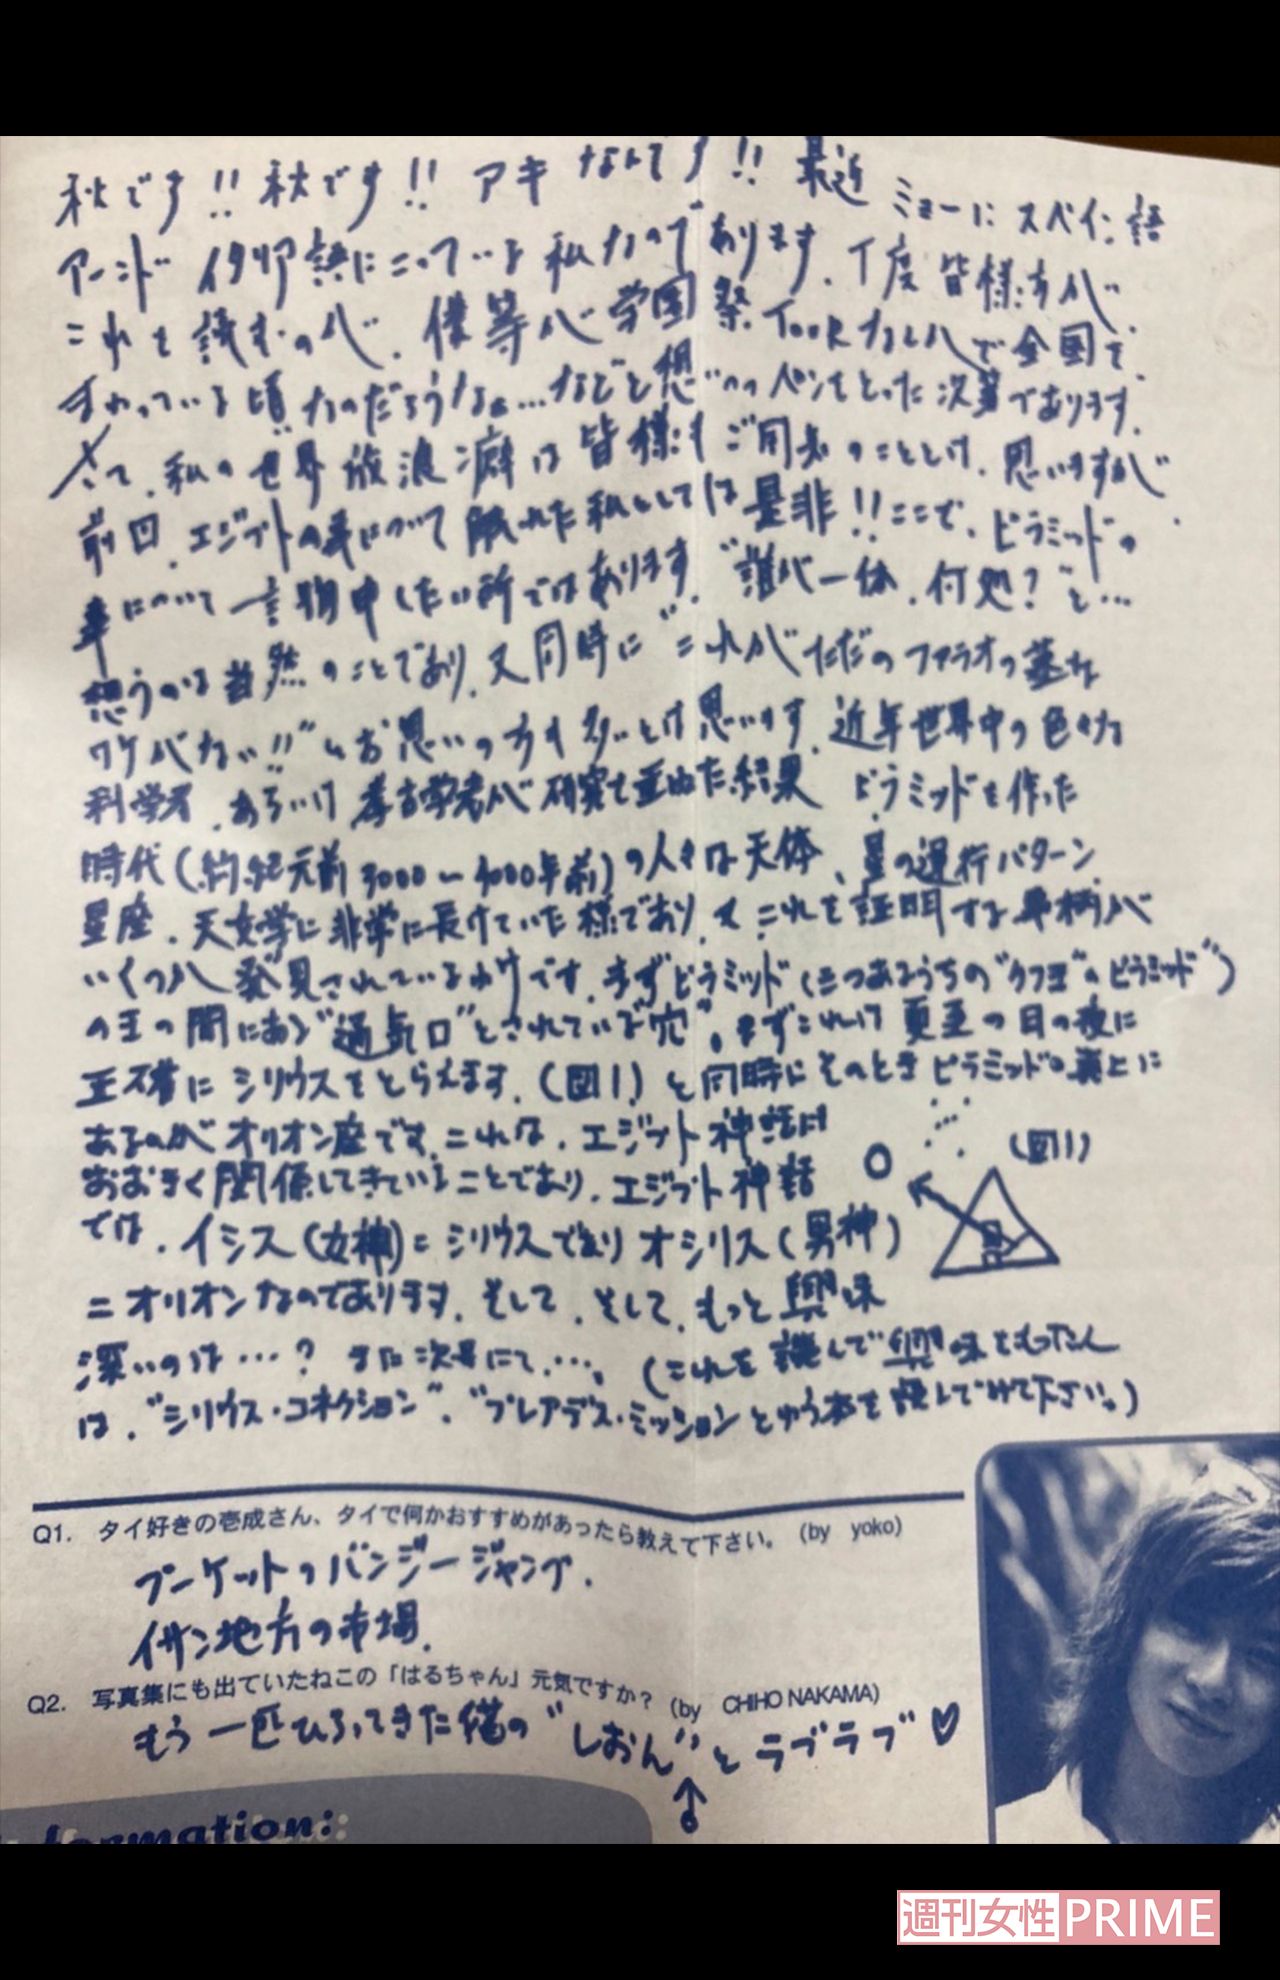 秋です!! 秋です!! アキ なんです!! 最近 ミョーに スペイン語
アーンド イタリア語にこっている 私なのであります。丁度 皆様方が
これを読むのが、僕等が 学園祭 TOURなんかで全国を
まわっている頃なのだろうなぁ…などと想いつつペンをとった次第であります。
さて、私の世界放浪癖は皆様もご周知のこととは、思いますが
前回、エジプトの事について触れた私としては是非!!ここで、ピラミッドの
事について一言物申したい所ではあります。"誰が一体、何処?"と…
想うのは当然のことであり、又同時に"これがただのファラオの墓な
ワケがない!!"とお思いの方も多いとは思います。近年世界中の色々な
科学者、あるいは考古学者が研究を重ねた結果 ピラミッドを作った
時代(約紀元前3000〜4000年前)の人々は天体、星の運行パターン、
星座、天文学に非常に長けていた様であり、又これを証明する事柄が
いくつか発見されているわけです。まずピラミッド(三つあるうちの"クフ王"のピラミッド")
の王の間にある"通気口"とされている"穴"。まずこれは夏至の日の夜に
正確にシリウスをとらえます。(図1)と同時にそのときピラミッドの真上に
あるのがオリオン座です。これは、エジプト神話に
おおきく関係してきていることであり、エジプト神話
では、イシス(女神)=シリウスであり オシリス(男神)
=オリオンなのであります。そして、そして、もっと興味
深いのは…? また次号にて…。(これを読んで興味をもったん
は、"シリウス・コネクション"、"プレアデス・ミッションとゆう本を読んでみて下さい。)
(図1)
Q1. タイ好きの壱成さん、タイで何かおすすめがあったら教えて下さい。(by yoko)
プーケットのバンジージャンプ.
イサン地方の市場.
Q2. 写真集にも出ていたねこの「はるちゃん」元気ですか?(by CHIHO NAKAMA)
もう一匹ひろってきた猫の"しおん"とラブラブ♡
formation:
週刊女性PRIME